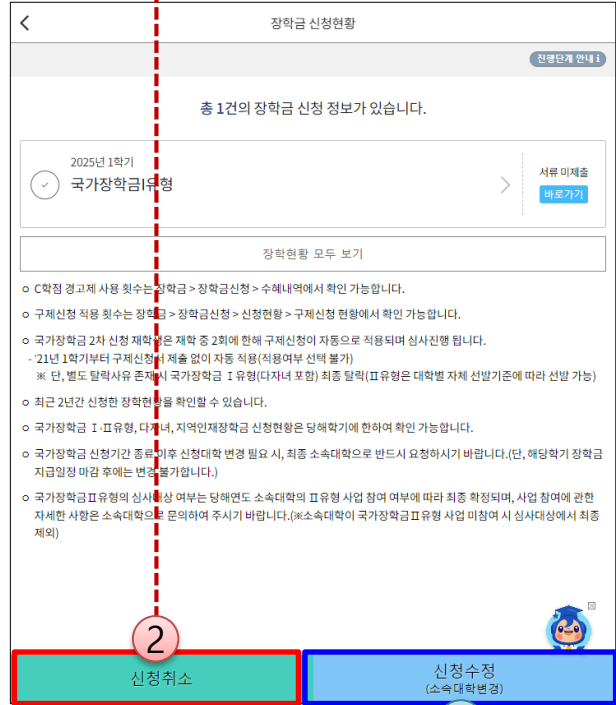 장학금 신청현황
진행단계 안내 i
총 1건의 장학금 신청 정보가 있습니다.
2025년 1학기
국가장학금I유형
서류 미제출
바로가기
장학현황 모두 보기
○ C학점 경고제 사용 횟수는 장학금 > 장학금신청 > 수혜내역에서 확인 가능합니다.
○ 구제신청 적용 횟수는 장학금 > 장학금신청 > 신청현황 > 구제신청 현황에서 확인 가능합니다.
○ 국가장학금 2차 신청 재학생은 재학 중 2회에 한해 구제신청이 자동으로 적용되며 심사진행 됩니다.
- '21년 1학기부터 구제신청서 제출 없이 자동 적용(적용여부 선택 불가)
※ 단, 별도 탈락사유 존재 시 국가장학금 Ⅰ유형(다자녀 포함) 최종 탈락(Ⅱ유형은 대학별 자체 선발기준에 따라 선발 가능)
○ 최근 2년간 신청한 장학현황을 확인할 수 있습니다.
○ 국가장학금 Ⅰ·Ⅱ유형, 다자녀, 지역인재장학금 신청현황은 당해학기에 한하여 확인 가능합니다.
○ 국가장학금 신청기간 종료 이후 신청대학 변경 필요 시, 최종 소속대학으로 반드시 요청하시기 바랍니다.(단, 해당학기 장학금
지급일정 마감 후에는 변경 불가합니다.)
○ 국가장학금Ⅱ유형의 심사대상 여부는 당해연도 소속대학의 Ⅱ유형 사업 참여 여부에 따라 최종 확정되며, 사업 참여에 관한
자세한 사항은 소속대학으로 문의하여 주시기 바랍니다.(※소속대학이 국가장학금Ⅱ유형 사업 미참여 시 심사대상에서 최종
제외)
2
신청취소
신청수정
(소속대학변경)